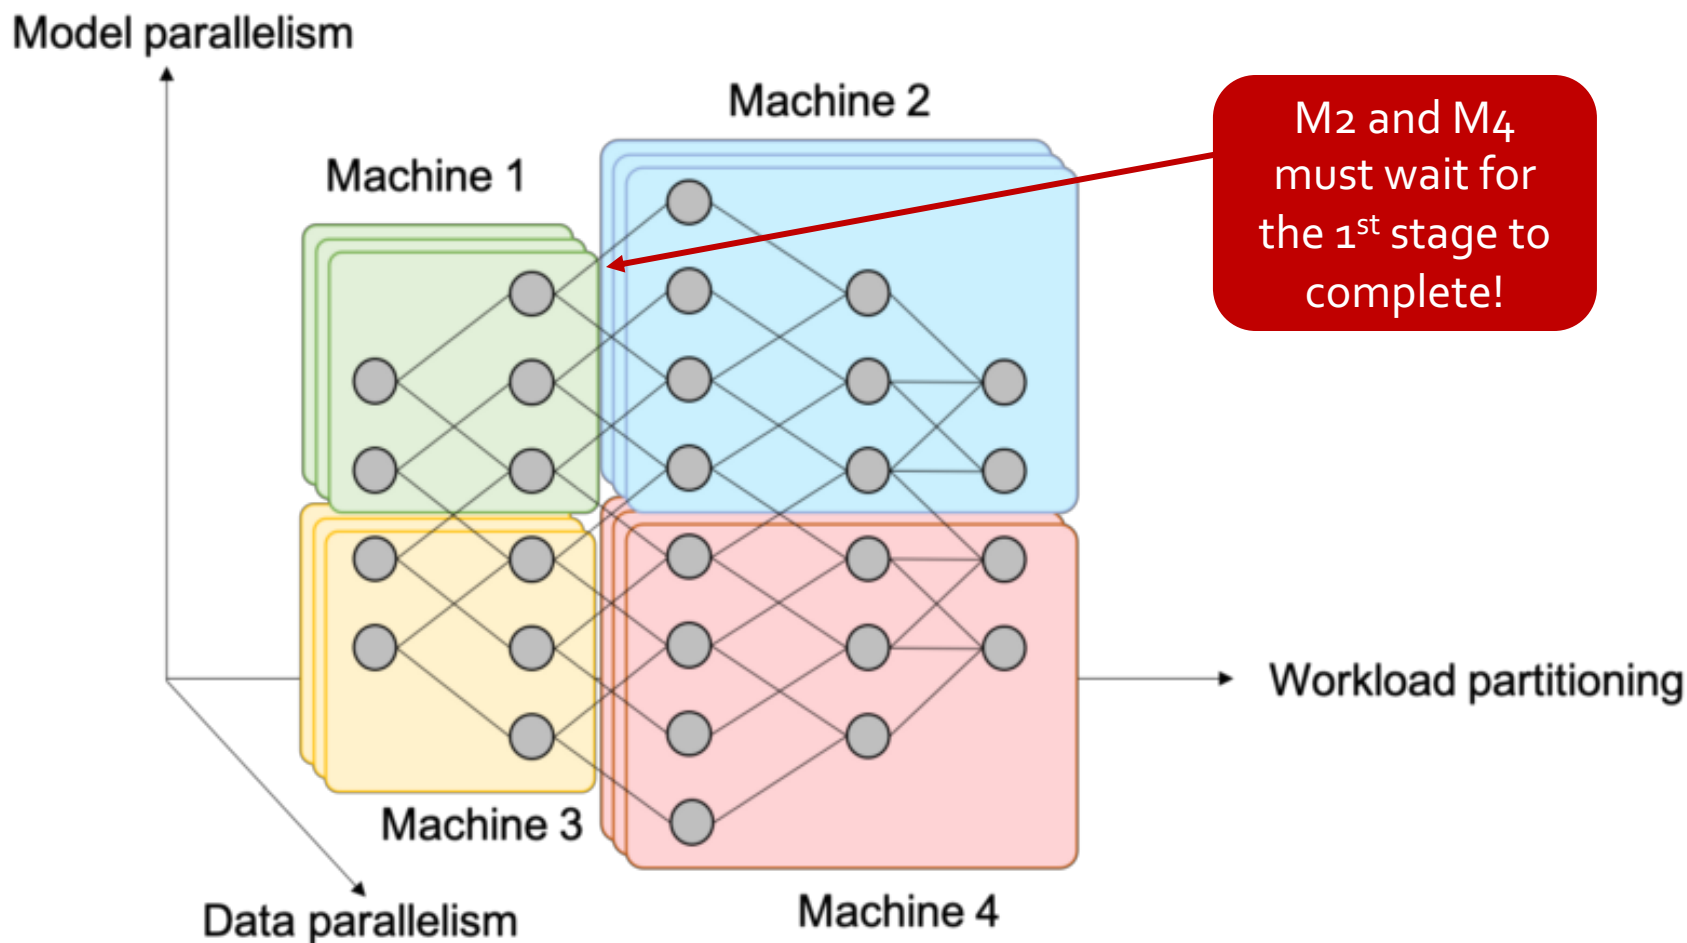 Model parallelism
Machine 2
Machine 1
M2 and M4
must wait for
the 1st stage to
complete!
Workload partitioning
Machine 3
Machine 4
Data parallelism